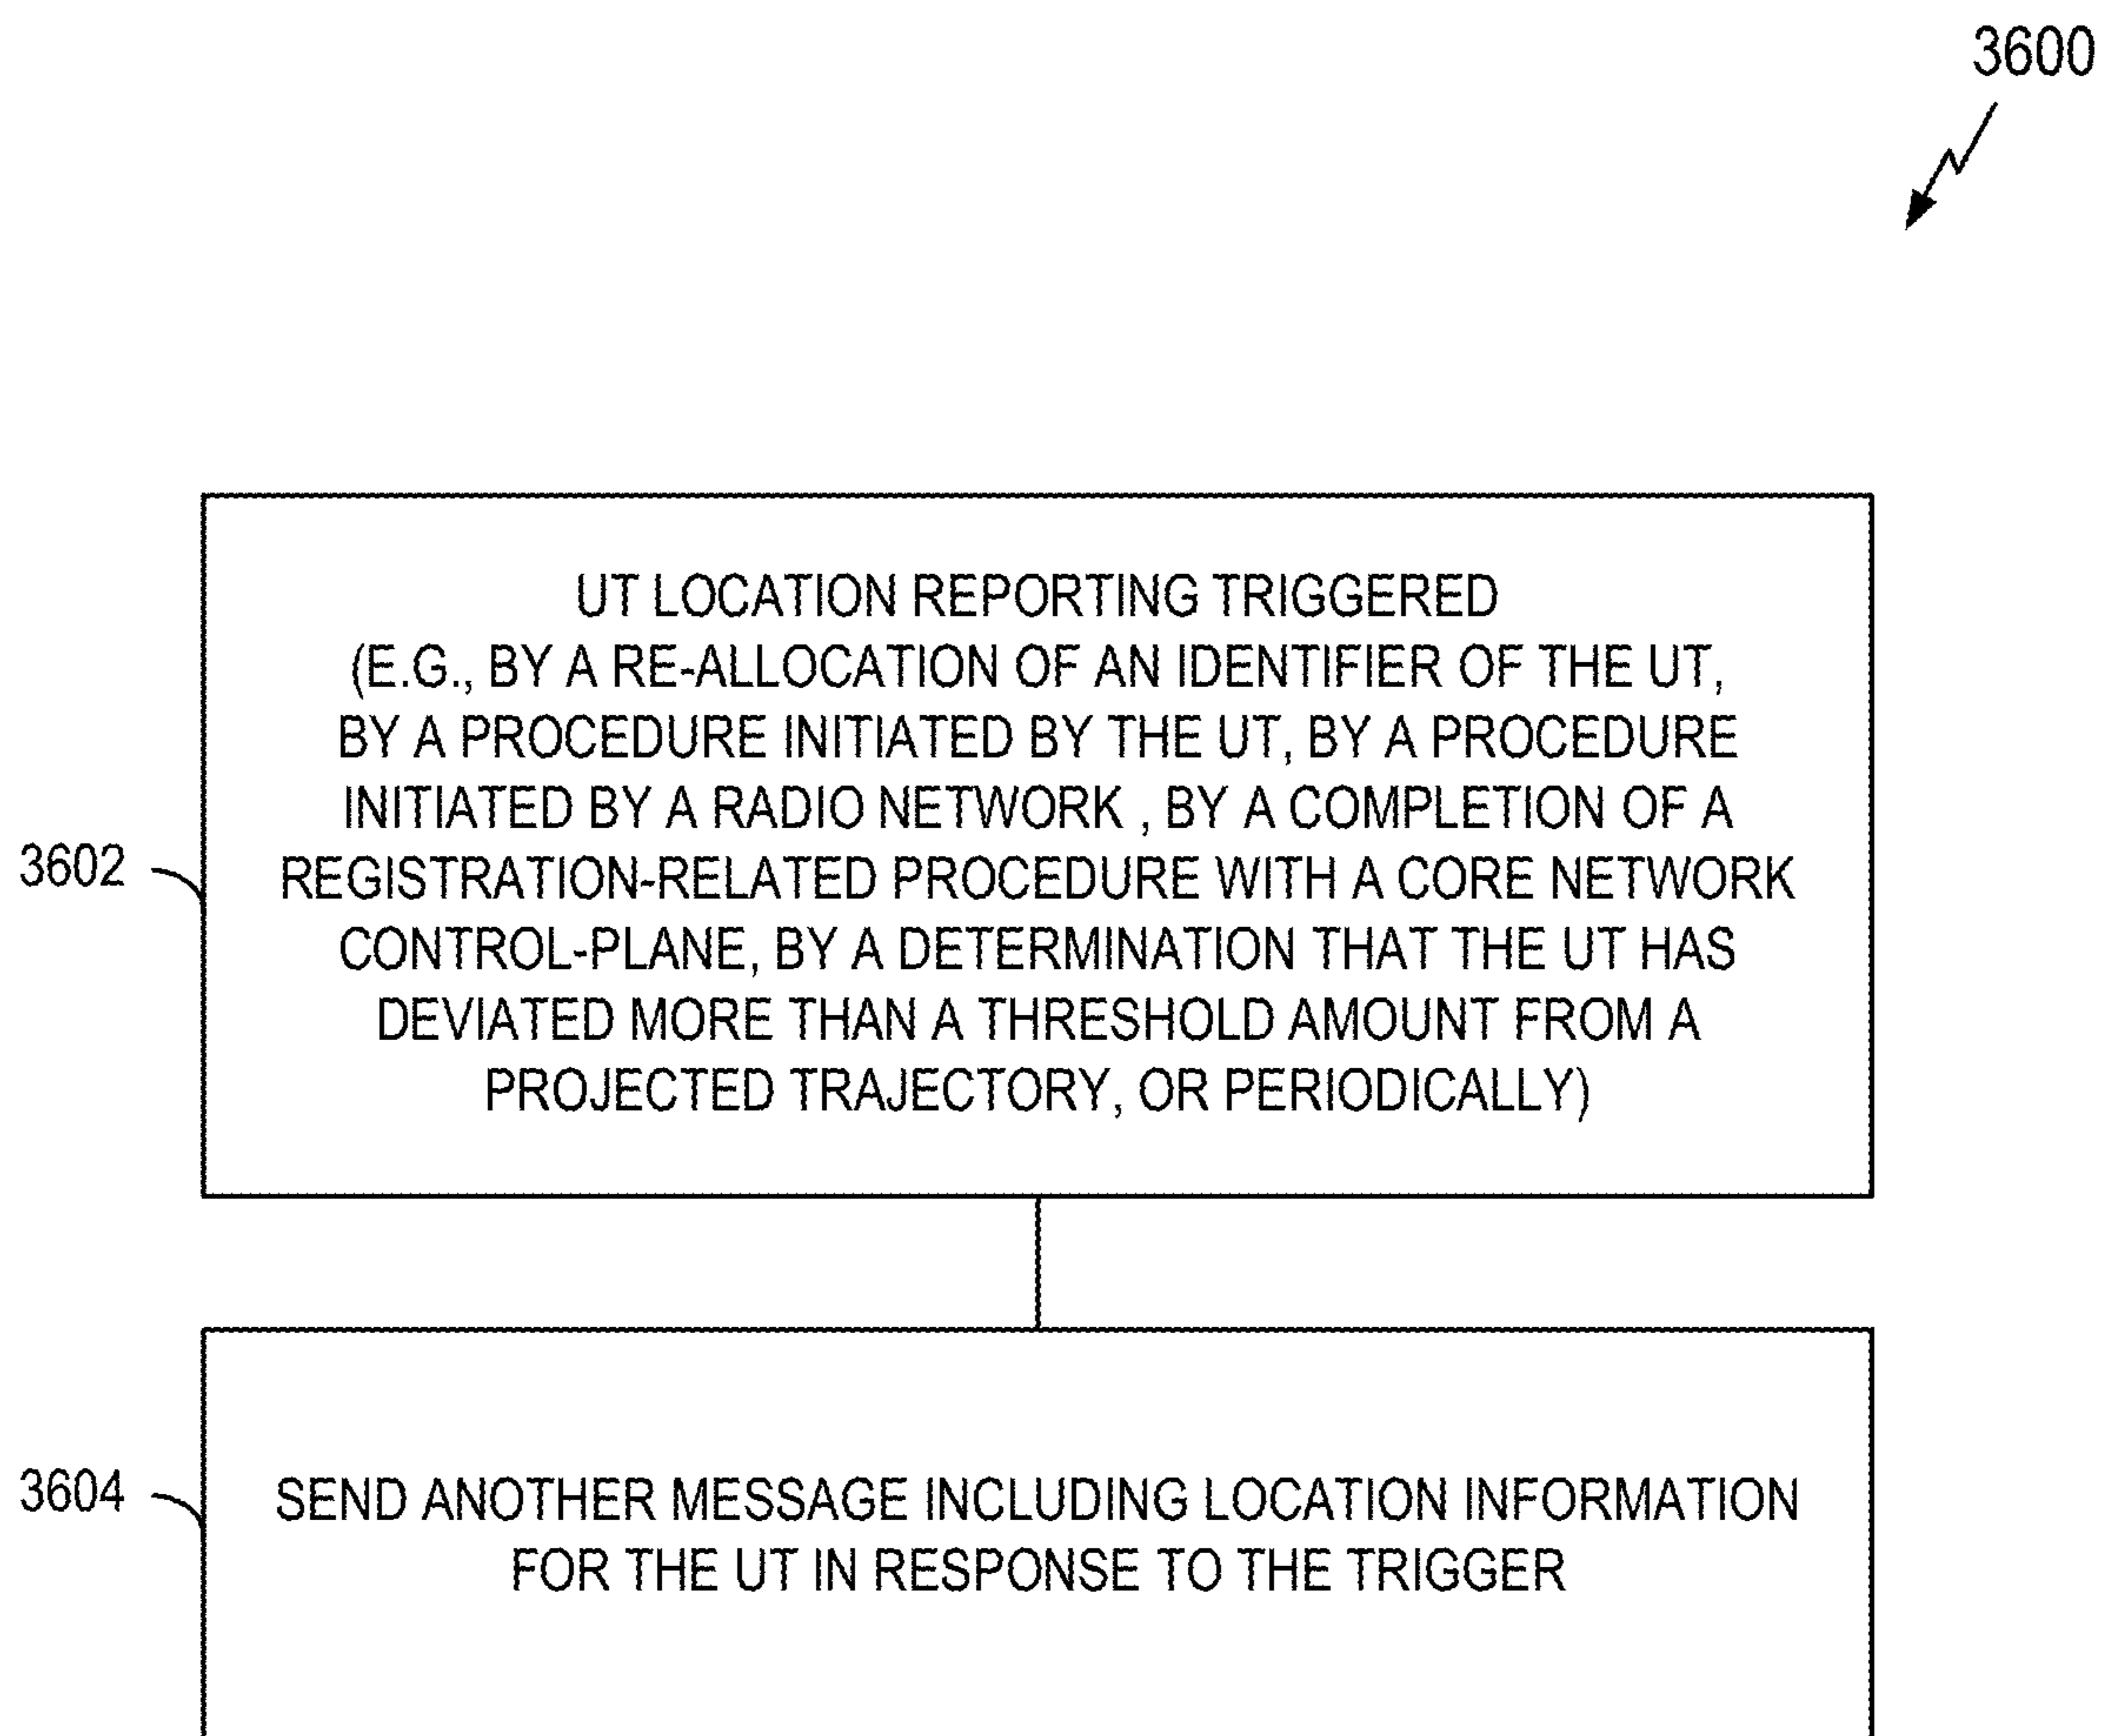 3600
UT LOCATION REPORTING TRIGGERED
(E.G., BY A RE-ALLOCATION OF AN IDENTIFIER OF THE UT,
BY A PROCEDURE INITIATED BY THE UT, BY A PROCEDURE
INITIATED BY A RADIO NETWORK , BY A COMPLETION OF A
REGISTRATION-RELATED PROCEDURE WITH A CORE NETWORK
CONTROL-PLANE, BY A DETERMINATION THAT THE UT HAS
DEVIATED MORE THAN A THRESHOLD AMOUNT FROM A
PROJECTED TRAJECTORY, OR PERIODICALLY)
3602
SEND ANOTHER MESSAGE INCLUDING LOCATION INFORMATION
FOR THE UT IN RESPONSE TO THE TRIGGER
3604